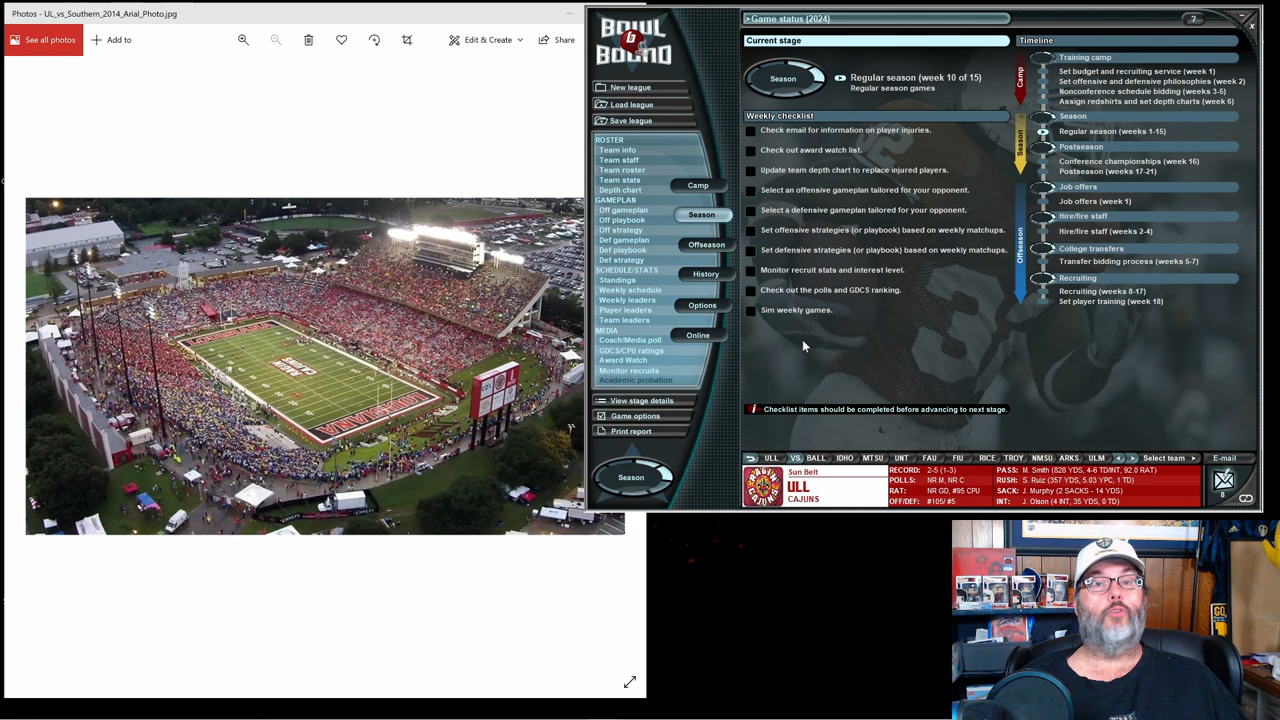 Photos - UL_vs_Southern_2014_Arial_Photo.jpg
See all photos
Add to
Edit & Create
Share
BOWL
BOUND
New league
Load league
Save league
ROSTER
Team info
Team staff
Team roster
Team stats
Depth chart
GAMEPLAN
Off gameplan
Off playbook
Off strategy
Def gameplan
Def playbook
Def strategy
SCHEDULE/STATS
Standings
Weekly schedule
Weekly leaders
Player leaders
Team leaders
MEDIA
Coach/Media poll
GDCS/CPU ratings
Award Watch
Monitor recruits
Academic probation
View stage details
Game options
Print report
Season
Camp
Season
Offseason
History
Options
Online
Game status (2024)
?
Current stage
Season
Regular season (week 10 of 15)
Regular season games
Weekly checklist
Check email for information on player injuries.
Check out award watch list.
Update team depth chart to replace injured players.
Select an offensive gameplan tailored for your opponent.
Select a defensive gameplan tailored for your opponent.
Set offensive strategies (or playbook) based on weekly matchups.
Set defensive strategies (or playbook) based on weekly matchups.
Monitor recruit stats and interest level.
Check out the polls and GDCS ranking.
Sim weekly games.
Checklist items should be completed before advancing to next stage.
Timeline
Camp
Training camp
Set budget and recruiting service (week 1)
Set offensive and defensive philosophies (week 2)
Nonconference schedule bidding (weeks 3-5)
Assign redshirts and set depth charts (week 6)
Season
Season
Regular season (weeks 1-15)
Postseason
Conference championships (week 16)
Postseason (weeks 17-21)
Offseason
Job offers
Job offers (week 1)
Hire/fire staff
Hire/fire staff (weeks 2-4)
College transfers
Transfer bidding process (weeks 5-7)
Recruiting
Recruiting (weeks 8-17)
Set player training (week 18)
ULL VS BALL IDHO MTSU UNT FAU FIU RICE TROY NMSU ARKS ULM Select team E-mail
Sun Belt
ULL
CAJUNS
RECORD: 2-5 (1-3)
POLLS: NR M, NR C
RAT: NR GD, #95 CPU
OFF/DEF: #105/ #5
PASS: M. Smith (828 YDS, 4-6 TD/INT, 92.0 RAT)
RUSH: S. Ruiz (357 YDS, 5.03 YPC, 1 TD)
SACK: J. Murphy (2 SACKS - 14 YDS)
INT: J. Olson (4 INT, 35 YDS, 0 TD)
8